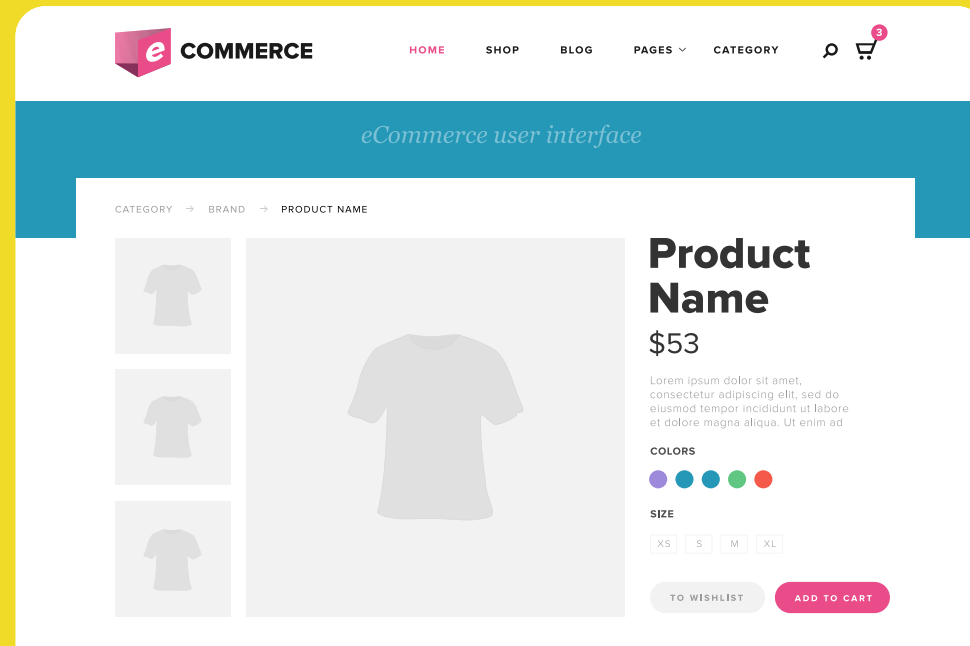 e COMMERCE
HOME SHOP BLOG PAGES CATEGORY
3
eCommerce user interface
CATEGORY → BRAND → PRODUCT NAME
Product
Name
$53
Lorem ipsum dolor sit amet,
consectetur adipiscing elit, sed do
eiusmod tempor incididunt ut labore
et dolore magna aliqua. Ut enim ad
COLORS
SIZE
XS S M XL
TO WISHLIST ADD TO CART